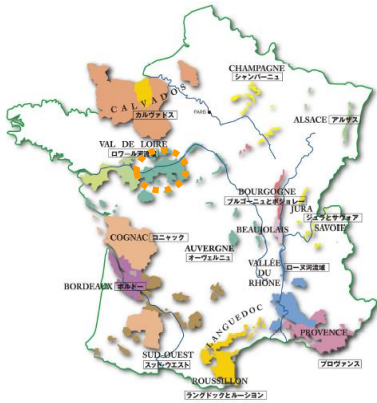 CHAMPAGNE
シャンパーニュ
CALVADOS
カルヴァドス
PARIS
ALSACE アルザス
VAL DE LOIRE
ロワール河流域
BOURGOGNE
ブルゴーニュとボジョレー
JURA
ジュラとサヴォア
SAVOIE
BEAUJOLAIS
COGNAC コニャック
AUVERGNE
オーヴェルニュ
VALLÉE
DU
RHÔNE
ローヌ河流域
BORDEAUX ボルドー
LANGUEDOC
PROVENCE
プロヴァンス
SUD-OUEST
スッド・ウエスト
ROUSSILLON
ラングドックとルーション